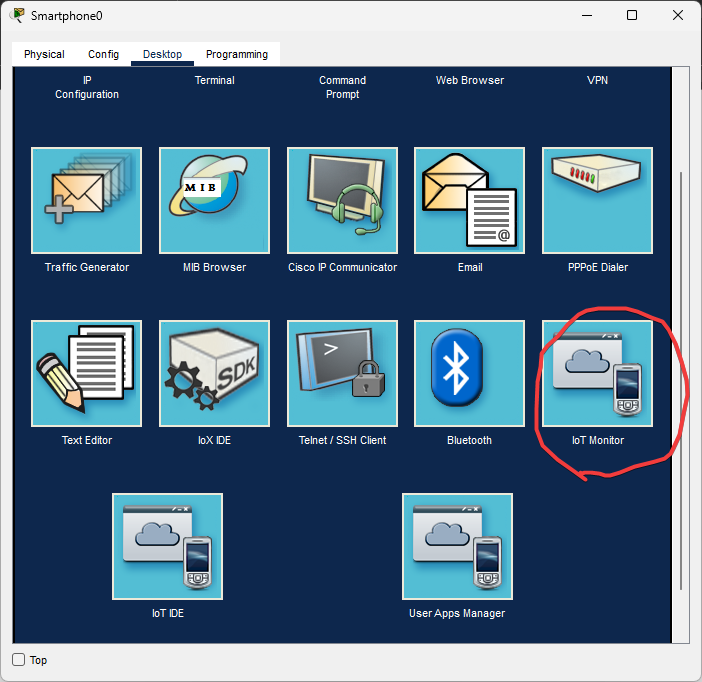 Smartphone0
Physical Config Desktop Programming
IP Configuration
Terminal
Command Prompt
Web Browser
VPN
MIB
Traffic Generator
MIB Browser
Cisco IP Communicator
@
Email
PPPoE Dialer
>
SDK
Text Editor
IoX IDE
Telnet / SSH Client
Bluetooth
IoT Monitor
IoT IDE
User Apps Manager
Top